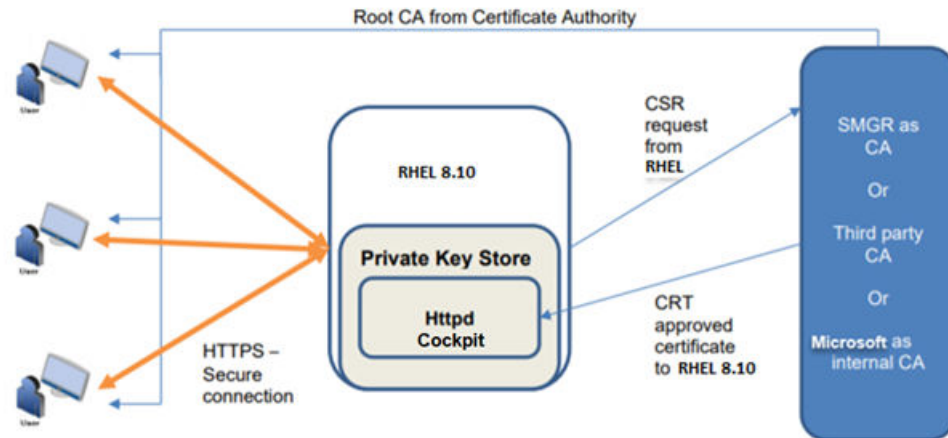 Root CA from Certificate Authority
User
User
User
HTTPS –
Secure
connection
RHEL 8.10
Private Key Store
Httpd
Cockpit
CSR
request
from
RHEL
CRT
approved
certificate
to RHEL 8.10
SMGR as
CA
Or
Third party
CA
Or
Microsoft as
internal CA